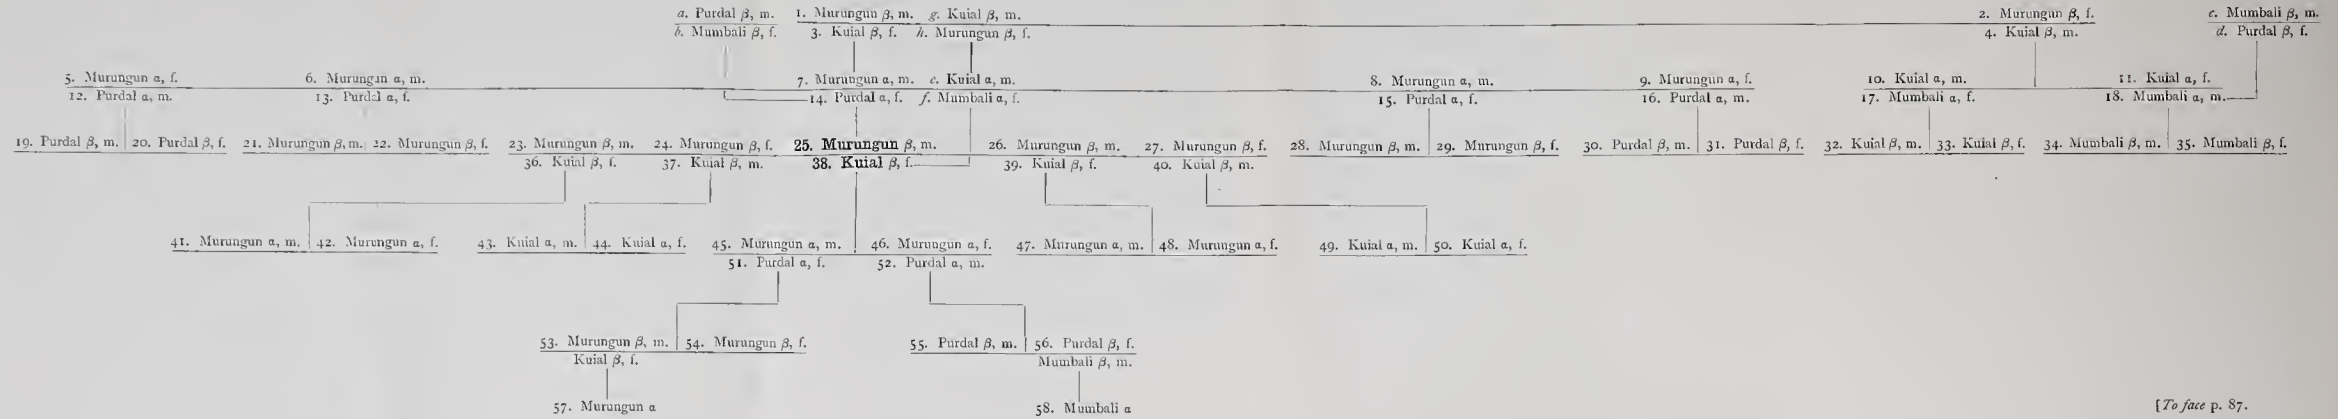 a. Purdal β, m. 1. Murungun β, m. g. Kuial β, m. 2. Murungun β, f. c. Mumbali β, m.
b. Mumbali β, f. 3. Kuial β, f. h. Murungun β, f. 4. Kuial β, m. d. Purdal β, f.
5. Murungun α, f. 6. Murungun α, m. 7. Murungun α, m. e. Kuial α, m. 8. Murungun α, m. 9. Murungun α, f. 10. Kuial α, m. 11. Kuial α, f.
12. Purdal α, m. 13. Purdal α, f. 14. Purdal α, f. f. Mumbali α, f. 15. Purdal α, f. 16. Purdal α, m. 17. Mumbali α, f. 18. Mumbali α, m.
19. Purdal β, m. 20. Purdal β, f. 21. Murungun β, m. 22. Murungun β, f. 23. Murungun β, m. 24. Murungun β, f. 25. Murungun β, m. 26. Murungun β, m. 27. Murungun β, f. 28. Murungun β, m. 29. Murungun β, f. 30. Purdal β, m. 31. Purdal β, f. 32. Kuial β, m. 33. Kuial β, f. 34. Mumbali β, m. 35. Mumbali β, f.
36. Kuial β, f. 37. Kuial β, m. 38. Kuial β, f. 39. Kuial β, f. 40. Kuial β, m.
41. Murungun α, m. 42. Murungun α, f. 43. Kuial α, m. 44. Kuial α, f. 45. Murungun α, m. 46. Murungun α, f. 47. Murungun α, m. 48. Murungun α, f. 49. Kuial α, m. 50. Kuial α, f.
51. Purdal α, f. 52. Purdal α, m.
53. Murungun β, m. 54. Murungun β, f. 55. Purdal β, m. 56. Purdal β, f.
Kuial β, f. Mumbali β, m.
57. Murungun α 58. Mumbali α
[To face p. 87.